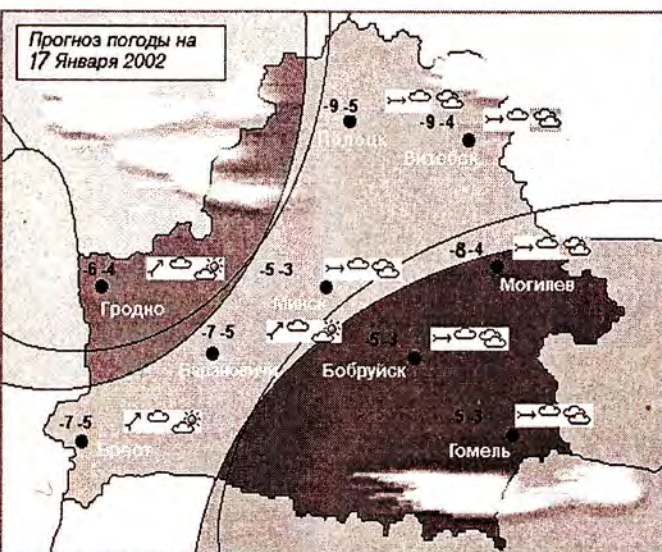 Прогноз погоды на
17 Января 2002
-9 -5
Полоцк
-9 -4
Витебск
-8 -4
Могилев
-6 -4
Гродно
-5 -3
Минск
-7 -5
Барановичи
-5 -3
Бобруйск
-7 -5
Брест
-5 -3
Гомель